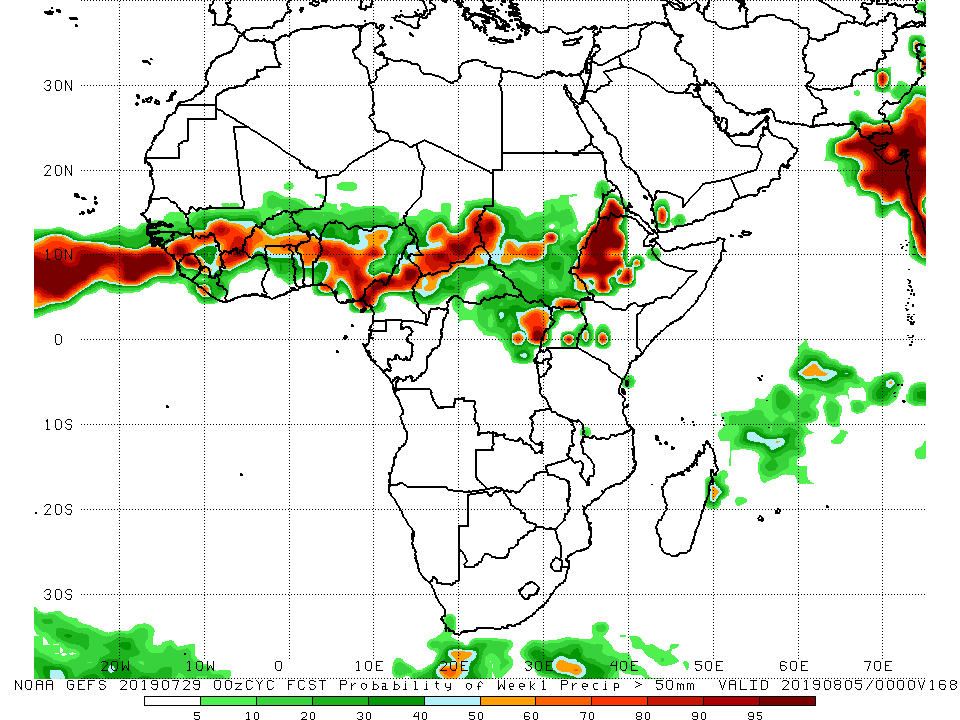 30N
20N
10N
0
10S
20S
30S
20W 10W 0 10E 20E 30E 40E 50E 60E 70E
NOAA GEFS 20190729 00zCYC FCST Probability of Week1 Precip > 50mm VALID 20190805/0000V168
5 10 20 30 40 50 60 70 80 90 95